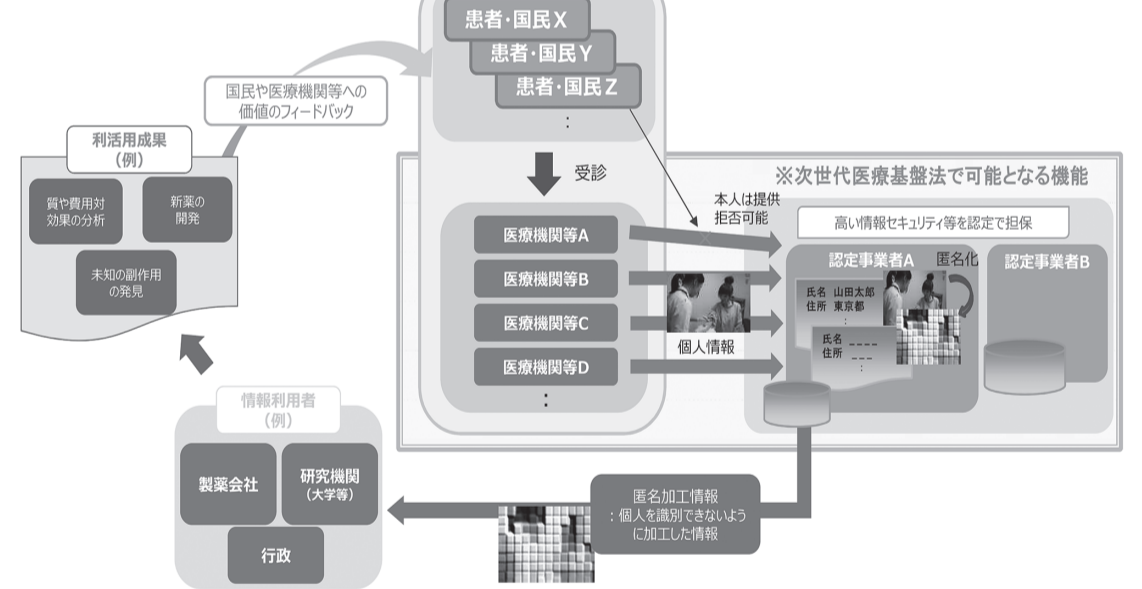 患者・国民X
患者・国民Y
患者・国民Z
:
国民や医療機関等への
価値のフィードバック
利活用成果
(例)
質や費用対
効果の分析
新薬の
開発
未知の副作用
の発見
受診
医療機関等A
医療機関等B
医療機関等C
医療機関等D
:
本人は提供
拒否可能
個人情報
※次世代医療基盤法で可能となる機能
高い情報セキュリティ等を認定で担保
認定事業者A
匿名化
認定事業者B
氏名 山田太郎
住所 東京都
:
氏名 ____
住所 ___
:
情報利用者
(例)
製薬会社
研究機関
(大学等)
行政
匿名加工情報
:個人を識別できないよう
に加工した情報